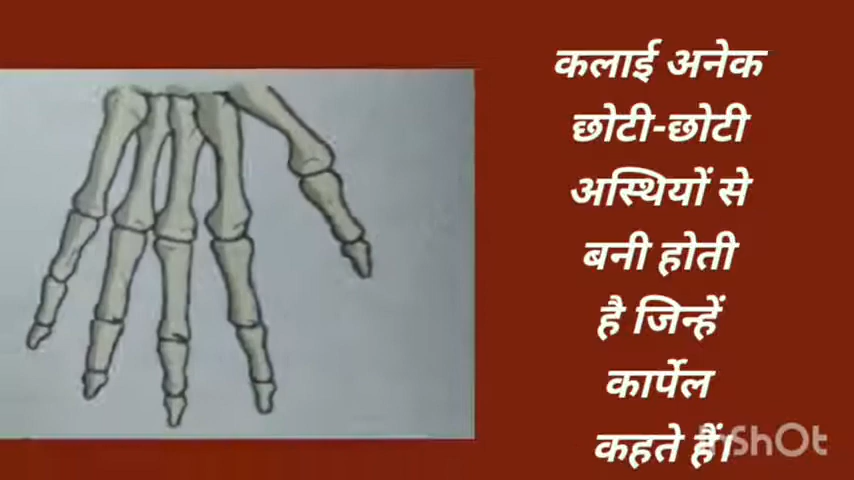 कलाई अनेक
छोटी-छोटी
अस्थियों से
बनी होती
है जिन्हें
कार्पेल
कहते हैं।
InShOt